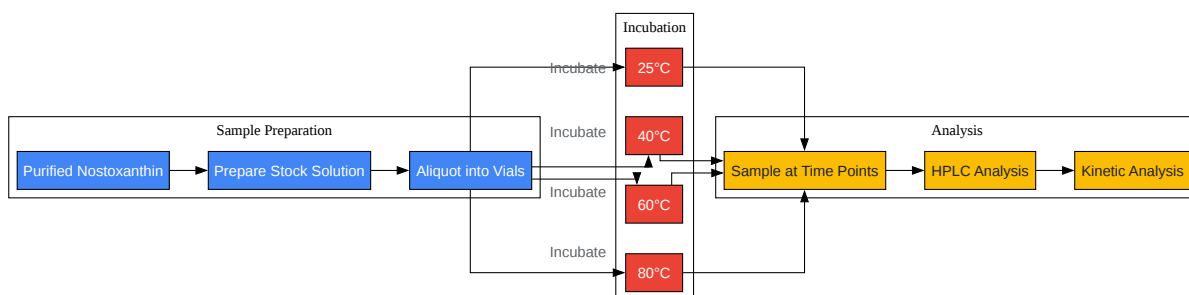 Sample Preparation
Purified Nostoxanthin
Prepare Stock Solution
Aliquot into Vials
Incubate
Incubate
Incubate
Incubate
Incubation
25°C
40°C
60°C
80°C
Analysis
Sample at Time Points
HPLC Analysis
Kinetic Analysis